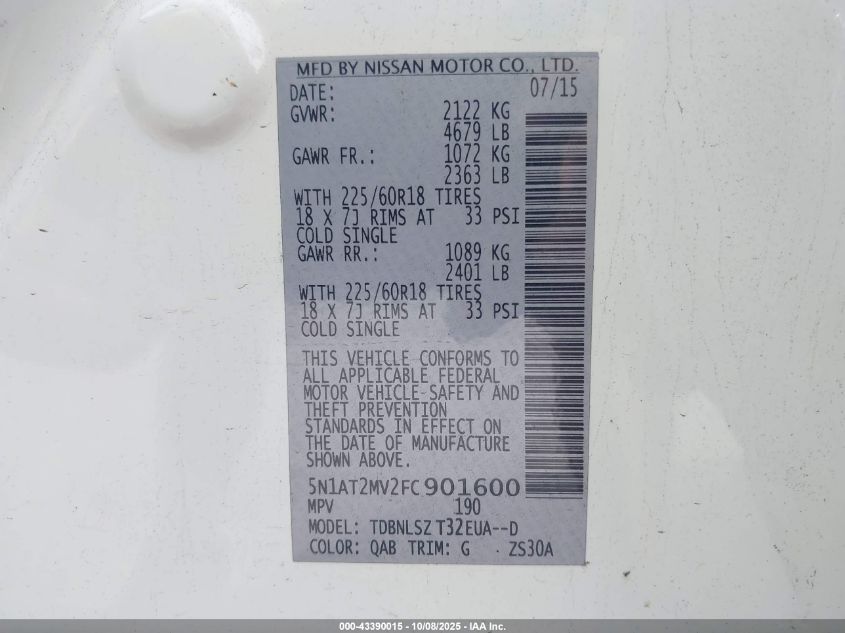 MFD BY NISSAN MOTOR CO., LTD.
DATE: 07/15
GVWR: 2122 KG
4679 LB
GAWR FR.: 1072 KG
2363 LB
WITH 225/60R18 TIRES
18 X 7J RIMS AT 33 PSI
COLD SINGLE
GAWR RR.: 1089 KG
2401 LB
WITH 225/60R18 TIRES
18 X 7J RIMS AT 33 PSI
COLD SINGLE
THIS VEHICLE CONFORMS TO
ALL APPLICABLE FEDERAL
MOTOR VEHICLE SAFETY AND
THEFT PREVENTION
STANDARDS IN EFFECT ON
THE DATE OF MANUFACTURE
SHOWN ABOVE.
5N1AT2MV2FC901600
MPV 190
MODEL: TDBNLSZ T32EUA--D
COLOR: QAB TRIM: G ZS30A
000-43390015 - 10/08/2025 - IAA Inc.